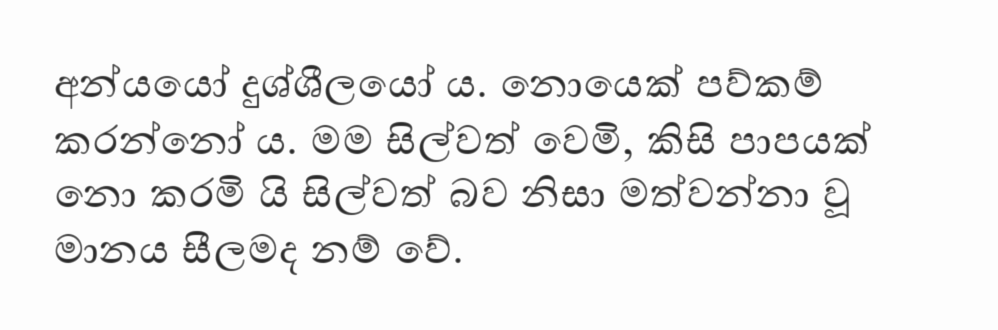 අන්යයෝ දුශ්ශීලයෝ ය. නොයෙක් පව්කම්
කරන්නෝ ය. මම සිල්වත් වෙමි, කිසි පාපයක්
නො කරමි යි සිල්වත් බව නිසා මත්වන්නා වූ
මානය සීලමද නම් වේ.